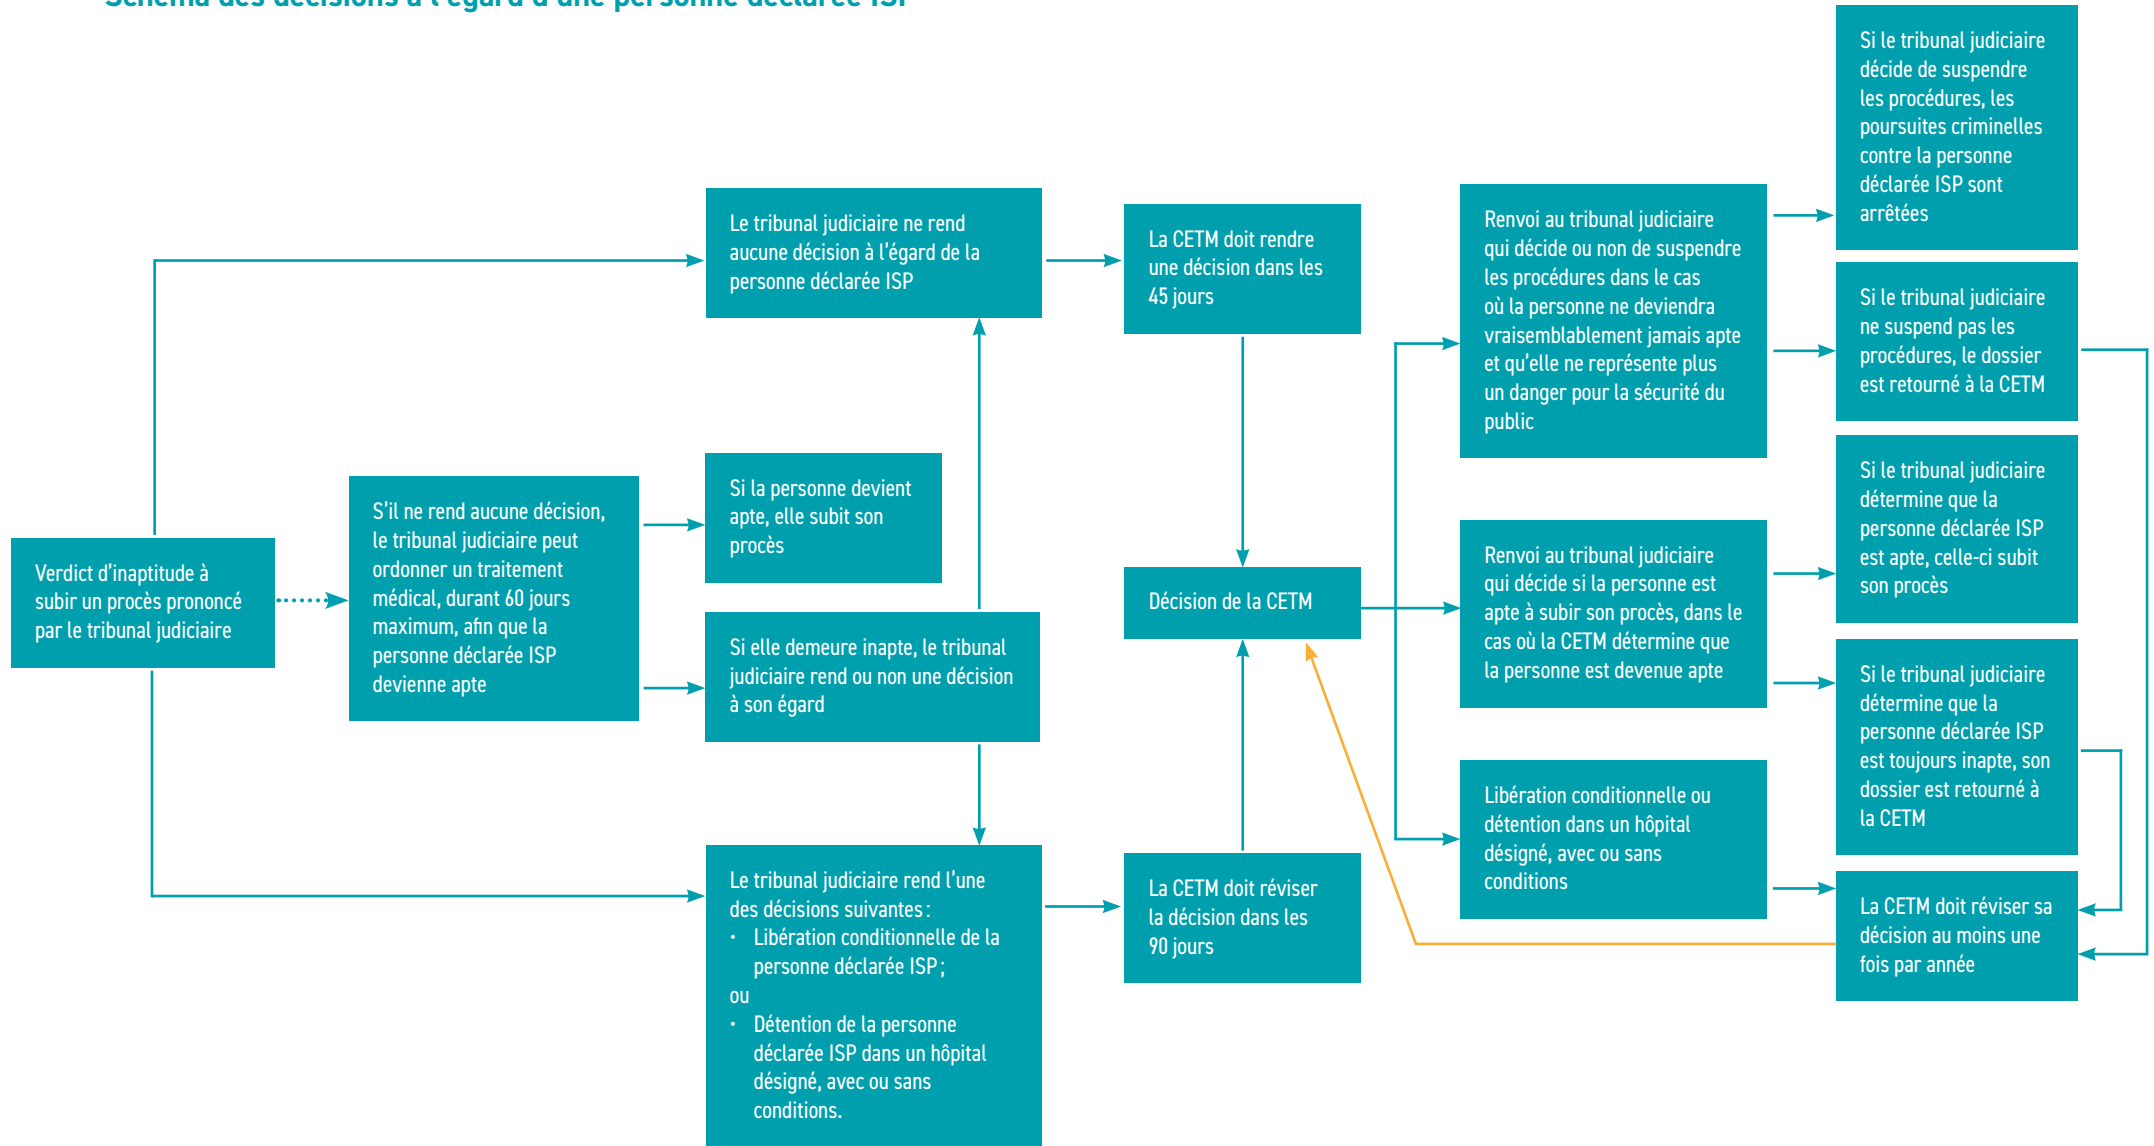 Schéma des décisions à l'égard d'une personne déclarée ISP
Verdict d'inaptitude à
subir un procès prononcé
par le tribunal judiciaire
S'il ne rend aucune décision,
le tribunal judiciaire peut
ordonner un traitement
médical, durant 60 jours
maximum, afin que la
personne déclarée ISP
devienne apte
Le tribunal judiciaire ne rend
aucune décision à l'égard de la
personne déclarée ISP
Si la personne devient
apte, elle subit son
procès
Si elle demeure inapte, le tribunal
judiciaire rend ou non une décision
à son égard
Le tribunal judiciaire rend l'une
des décisions suivantes :
• Libération conditionnelle de la
personne déclarée ISP ;
ou
• Détention de la personne
déclarée ISP dans un hôpital
désigné, avec ou sans
conditions.
La CETM doit rendre
une décision dans les
45 jours
Décision de la CETM
La CETM doit réviser
la décision dans les
90 jours
Renvoi au tribunal judiciaire
qui décide ou non de suspendre
les procédures dans le cas
où la personne ne deviendra
vraisemblablement jamais apte
et qu'elle ne représente plus
un danger pour la sécurité du
public
Renvoi au tribunal judiciaire
qui décide si la personne est
apte à subir son procès, dans le
cas où la CETM détermine que
la personne est devenue apte
Libération conditionnelle ou
détention dans un hôpital
désigné, avec ou sans
conditions
Si le tribunal judiciaire
décide de suspendre
les procédures, les
poursuites criminelles
contre la personne
déclarée ISP sont
arrêtées
Si le tribunal judiciaire
ne suspend pas les
procédures, le dossier
est retourné à la CETM
Si le tribunal judiciaire
détermine que la
personne déclarée ISP
est apte, celle-ci subit
son procès
Si le tribunal judiciaire
détermine que la
personne déclarée ISP
est toujours inapte, son
dossier est retourné à
la CETM
La CETM doit réviser sa
décision au moins une
fois par année